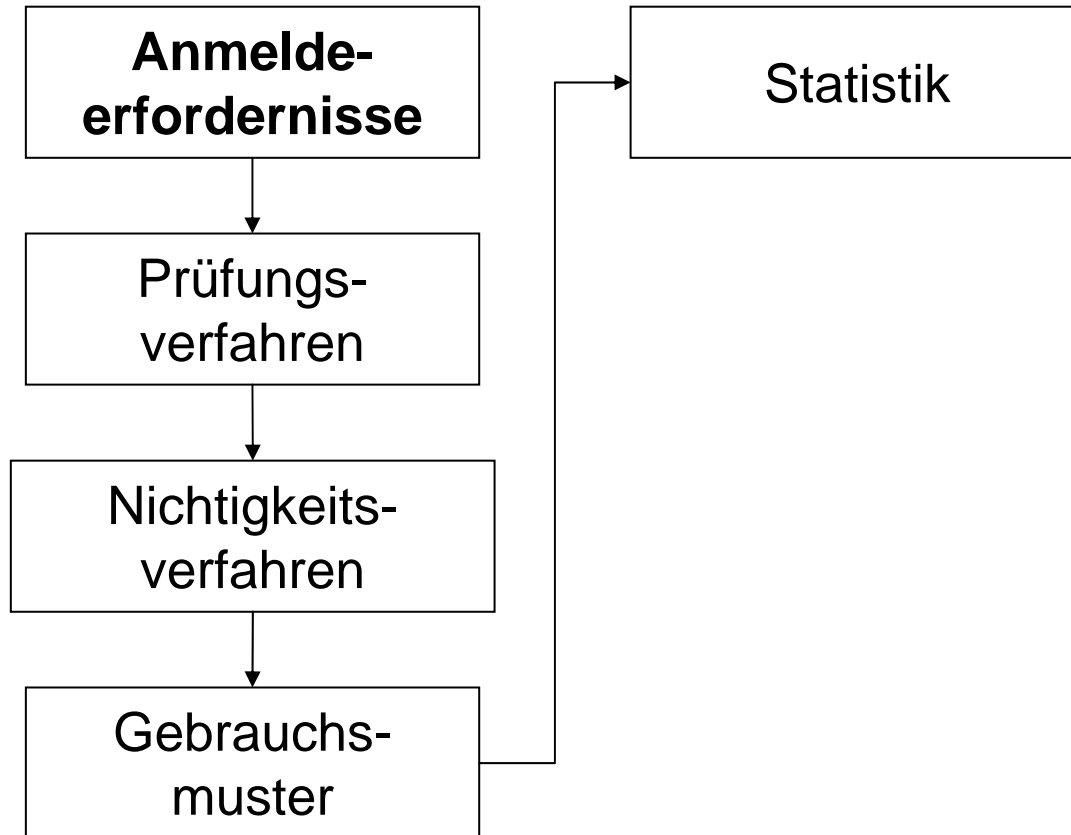 Anmelde-
erfordernisse
Prüfungs-
verfahren
Nichtigkeits-
verfahren
Gebrauchs-
muster
Statistik